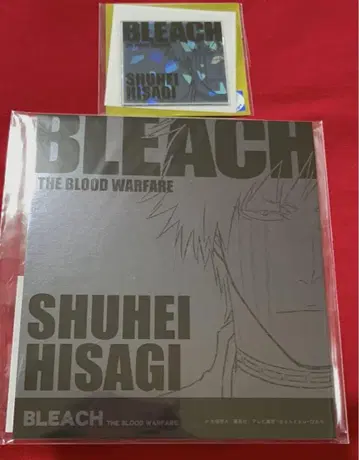 BLEACH
SHUHEI
HISAGI
BLEACH
THE BLOOD WARFARE
SHUHEI
HISAGI
BLEACH THE BLOOD WARFARE